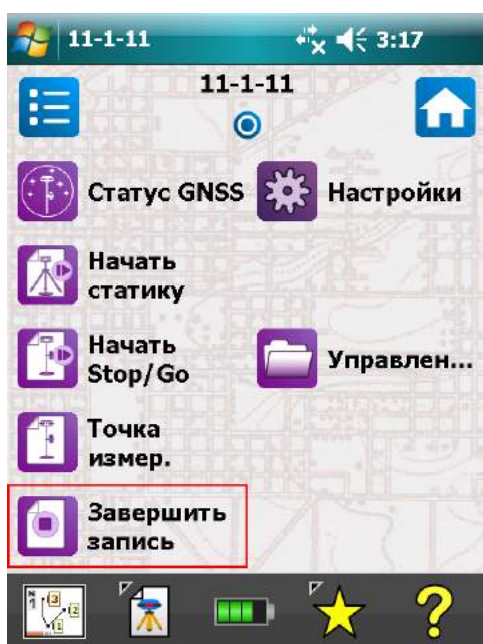 11-1-11 3:17
11-1-11
Статус GNSS Настройки
Начать
статику
Начать
Stop/Go
Управлен...
Точка
измер.
Завершить
запись
?